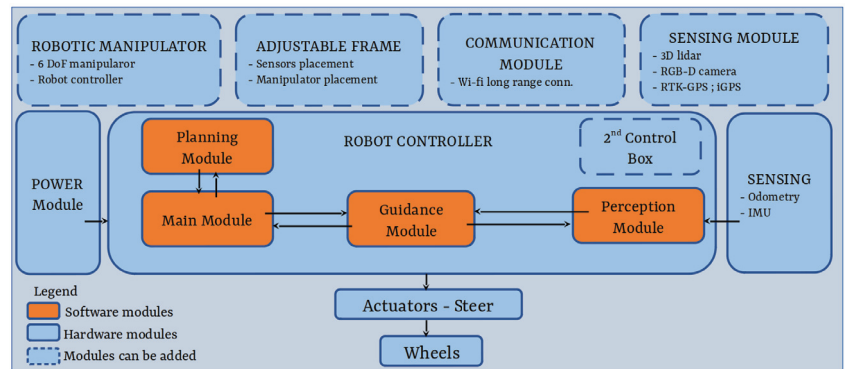 ROBOTIC MANIPULATOR
- 6 DoF manipularor
- Robot controller
ADJUSTABLE FRAME
- Sensors placement
- Manipulator placement
COMMUNICATION
MODULE
- Wi-fi long range conn.
SENSING MODULE
- 3D lidar
- RGB-D camera
- RTK-GPS ; iGPS
POWER
Module
ROBOT CONTROLLER
Planning
Module
Main Module
Guidance
Module
2nd Control
Box
Perception
Module
SENSING
- Odometry
- IMU
Actuators - Steer
Wheels
Legend
Software modules
Hardware modules
Modules can be added